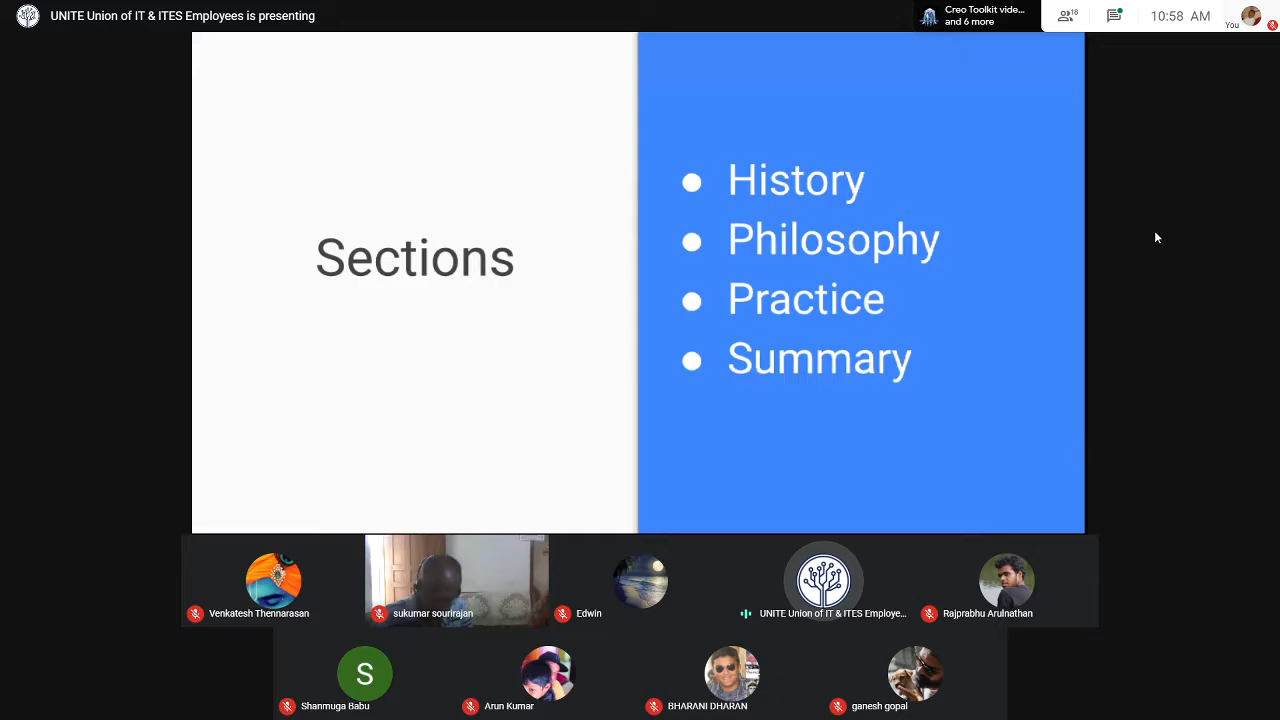 UNITE Union of IT & ITES Employees is presenting
Creo Toolkit vide...
and 6 more
18
10:58 AM
You
Sections
History
Philosophy
Practice
Summary
Venkatesh Thennarasan
sukumar sourirajan
Edwin
UNITE Union of IT & ITES Employe...
Rajprabhu Arulnathan
S
Shanmuga Babu
Arun Kumar
BHARANI DHARAN
ganesh gopal